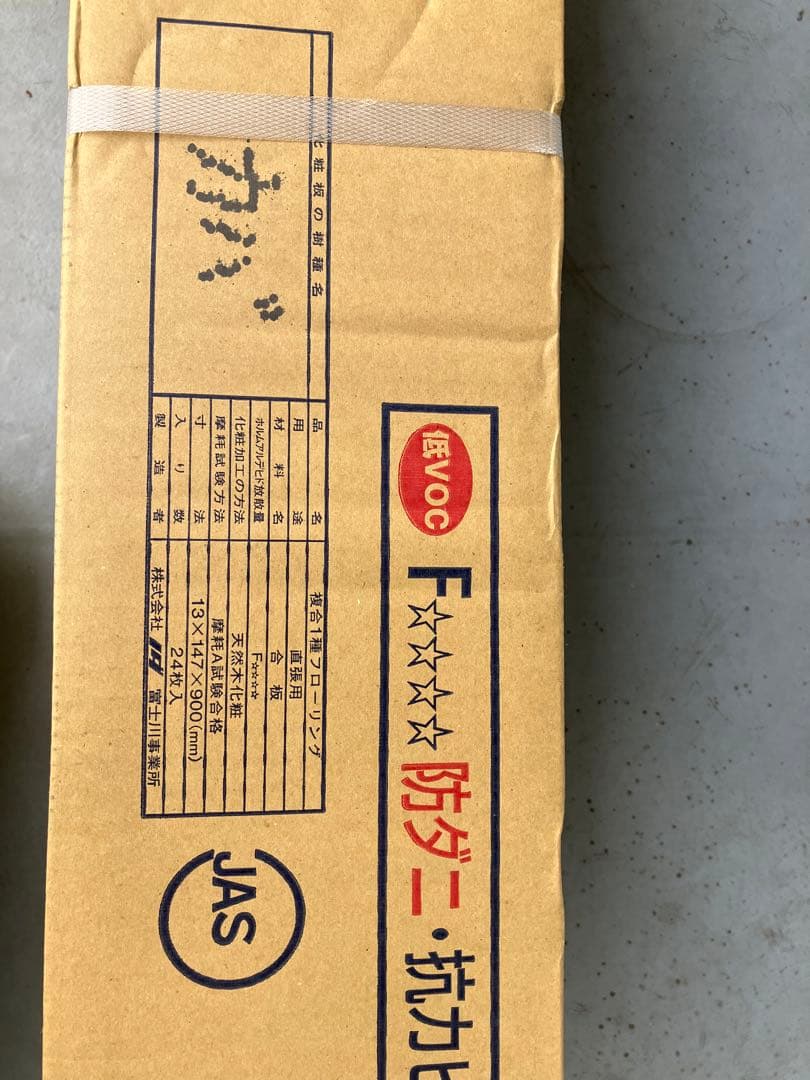 化粧板の樹種名
カバ
品名 複合1種フローリング
用途 直張用
材料名 合板
ホルムアルデヒド放散量 F☆☆☆☆
化粧加工の方法 天然木化粧
摩耗試験方法 摩耗A試験合格
寸法 13×147×900(mm)
入り数 24枚入
製造者 株式会社 富士川事業所
低VOC F☆☆☆☆防ダニ・抗カビ
JAS